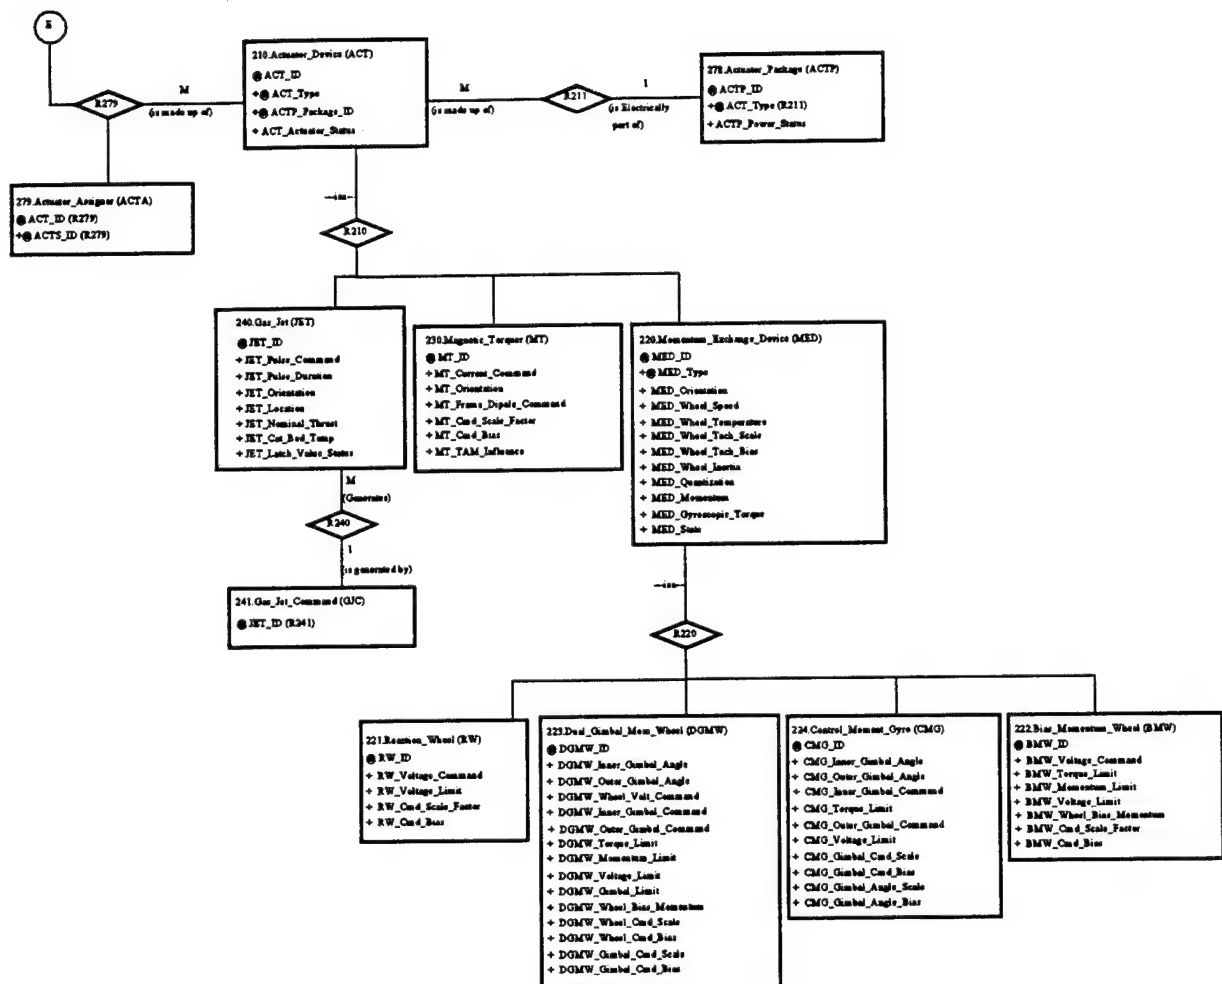 E
210.Actuator_Device (ACT)
@ ACT_ID
+@ ACT_Type
+@ ACTP_Package_ID
+ ACT_Actuator_Status
R279
M
(is made up of)
M
(is made up of)
R211
1
(is Electrically
part of)
278.Actuator_Package (ACTP)
@ ACTP_ID
+@ ACT_Type (R211)
+ ACTP_Power_Status
279.Actuator_Assigner (ACTA)
@ ACT_ID (R279)
+@ ACTS_ID (R279)
—isa—
R210
240.Gas_Jet (JET)
@ JET_ID
+ JET_Pulse_Command
+ JET_Pulse_Duration
+ JET_Orientation
+ JET_Location
+ JET_Nominal_Thrust
+ JET_Cat_Bed_Temp
+ JET_Latch_Valve_Status
230.Magnetic_Torquer (MT)
@ MT_ID
+ MT_Current_Command
+ MT_Orientation
+ MT_Frame_Dipole_Command
+ MT_Cmd_Scale_Factor
+ MT_Cmd_Bias
+ MT_TAM_Influence
220.Momentum_Exchange_Device (MED)
@ MED_ID
+@ MED_Type
+ MED_Orientation
+ MED_Wheel_Speed
+ MED_Wheel_Temperature
+ MED_Wheel_Tach_Scale
+ MED_Wheel_Tach_Bias
+ MED_Wheel_Inertia
+ MED_Quantization
+ MED_Momentum
+ MED_Gyroscopic_Torque
+ MED_State
M
(Generates)
R240
1
(is generated by)
241.Gas_Jet_Command (GJC)
@ JET_ID (R241)
—isa—
R220
221.Reaction_Wheel (RW)
@ RW_ID
+ RW_Voltage_Command
+ RW_Voltage_Limit
+ RW_Cmd_Scale_Factor
+ RW_Cmd_Bias
223.Dual_Gimbal_Mom_Wheel (DGMW)
@ DGMW_ID
+ DGMW_Inner_Gimbal_Angle
+ DGMW_Outer_Gimbal_Angle
+ DGMW_Wheel_Volt_Command
+ DGMW_Inner_Gimbal_Command
+ DGMW_Outer_Gimbal_Command
+ DGMW_Torque_Limit
+ DGMW_Momentum_Limit
+ DGMW_Voltage_Limit
+ DGMW_Gimbal_Limit
+ DGMW_Wheel_Bias_Momentum
+ DGMW_Wheel_Cmd_Scale
+ DGMW_Wheel_Cmd_Bias
+ DGMW_Gimbal_Cmd_Scale
+ DGMW_Gimbal_Cmd_Bias
224.Control_Moment_Gyro (CMG)
@ CMG_ID
+ CMG_Inner_Gimbal_Angle
+ CMG_Outer_Gimbal_Angle
+ CMG_Inner_Gimbal_Command
+ CMG_Torque_Limit
+ CMG_Outer_Gimbal_Command
+ CMG_Voltage_Limit
+ CMG_Gimbal_Cmd_Scale
+ CMG_Gimbal_Cmd_Bias
+ CMG_Gimbal_Angle_Scale
+ CMG_Gimbal_Angle_Bias
222.Bias_Momentum_Wheel (BMW)
@ BMW_ID
+ BMW_Voltage_Command
+ BMW_Torque_Limit
+ BMW_Momentum_Limit
+ BMW_Voltage_Limit
+ BMW_Wheel_Bias_Momentum
+ BMW_Cmd_Scale_Factor
+ BMW_Cmd_Bias